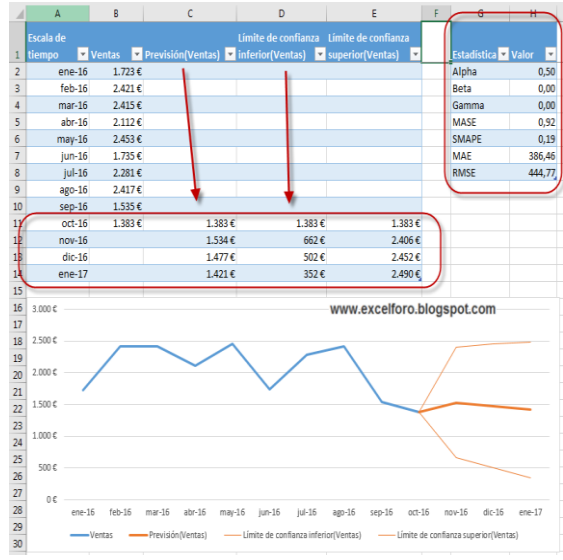 A B C D E F G H
Escala de Límite de confianza Límite de confianza
1 tiempo Ventas Previsión(Ventas) inferior(Ventas) superior(Ventas) Estadística Valor
2 ene-16 1.723 € Alpha 0,50
3 feb-16 2.421 € Beta 0,00
4 mar-16 2.415 € Gamma 0,00
5 abr-16 2.112 € MASE 0,92
6 may-16 2.453 € SMAPE 0,19
7 jun-16 1.735 € MAE 386,46
8 jul-16 2.281 € RMSE 444,77
9 ago-16 2.417 €
10 sep-16 1.535 €
11 oct-16 1.383 € 1.383 € 1.383 € 1.383 €
12 nov-16 1.534 € 662 € 2.406 €
13 dic-16 1.477 € 502 € 2.452 €
14 ene-17 1.421 € 352 € 2.490 €
15
16 3.000 € www.excelforo.blogspot.com
17
18 2.500 €
19
20 2.000 €
21
22 1.500 €
23
24 1.000 €
25
26 500 €
27 0 €
28 ene-16 feb-16 mar-16 abr-16 may-16 jun-16 jul-16 ago-16 sep-16 oct-16 nov-16 dic-16 ene-17
29 Ventas Previsión(Ventas) Límite de confianza inferior(Ventas) Límite de confianza superior(Ventas)
30